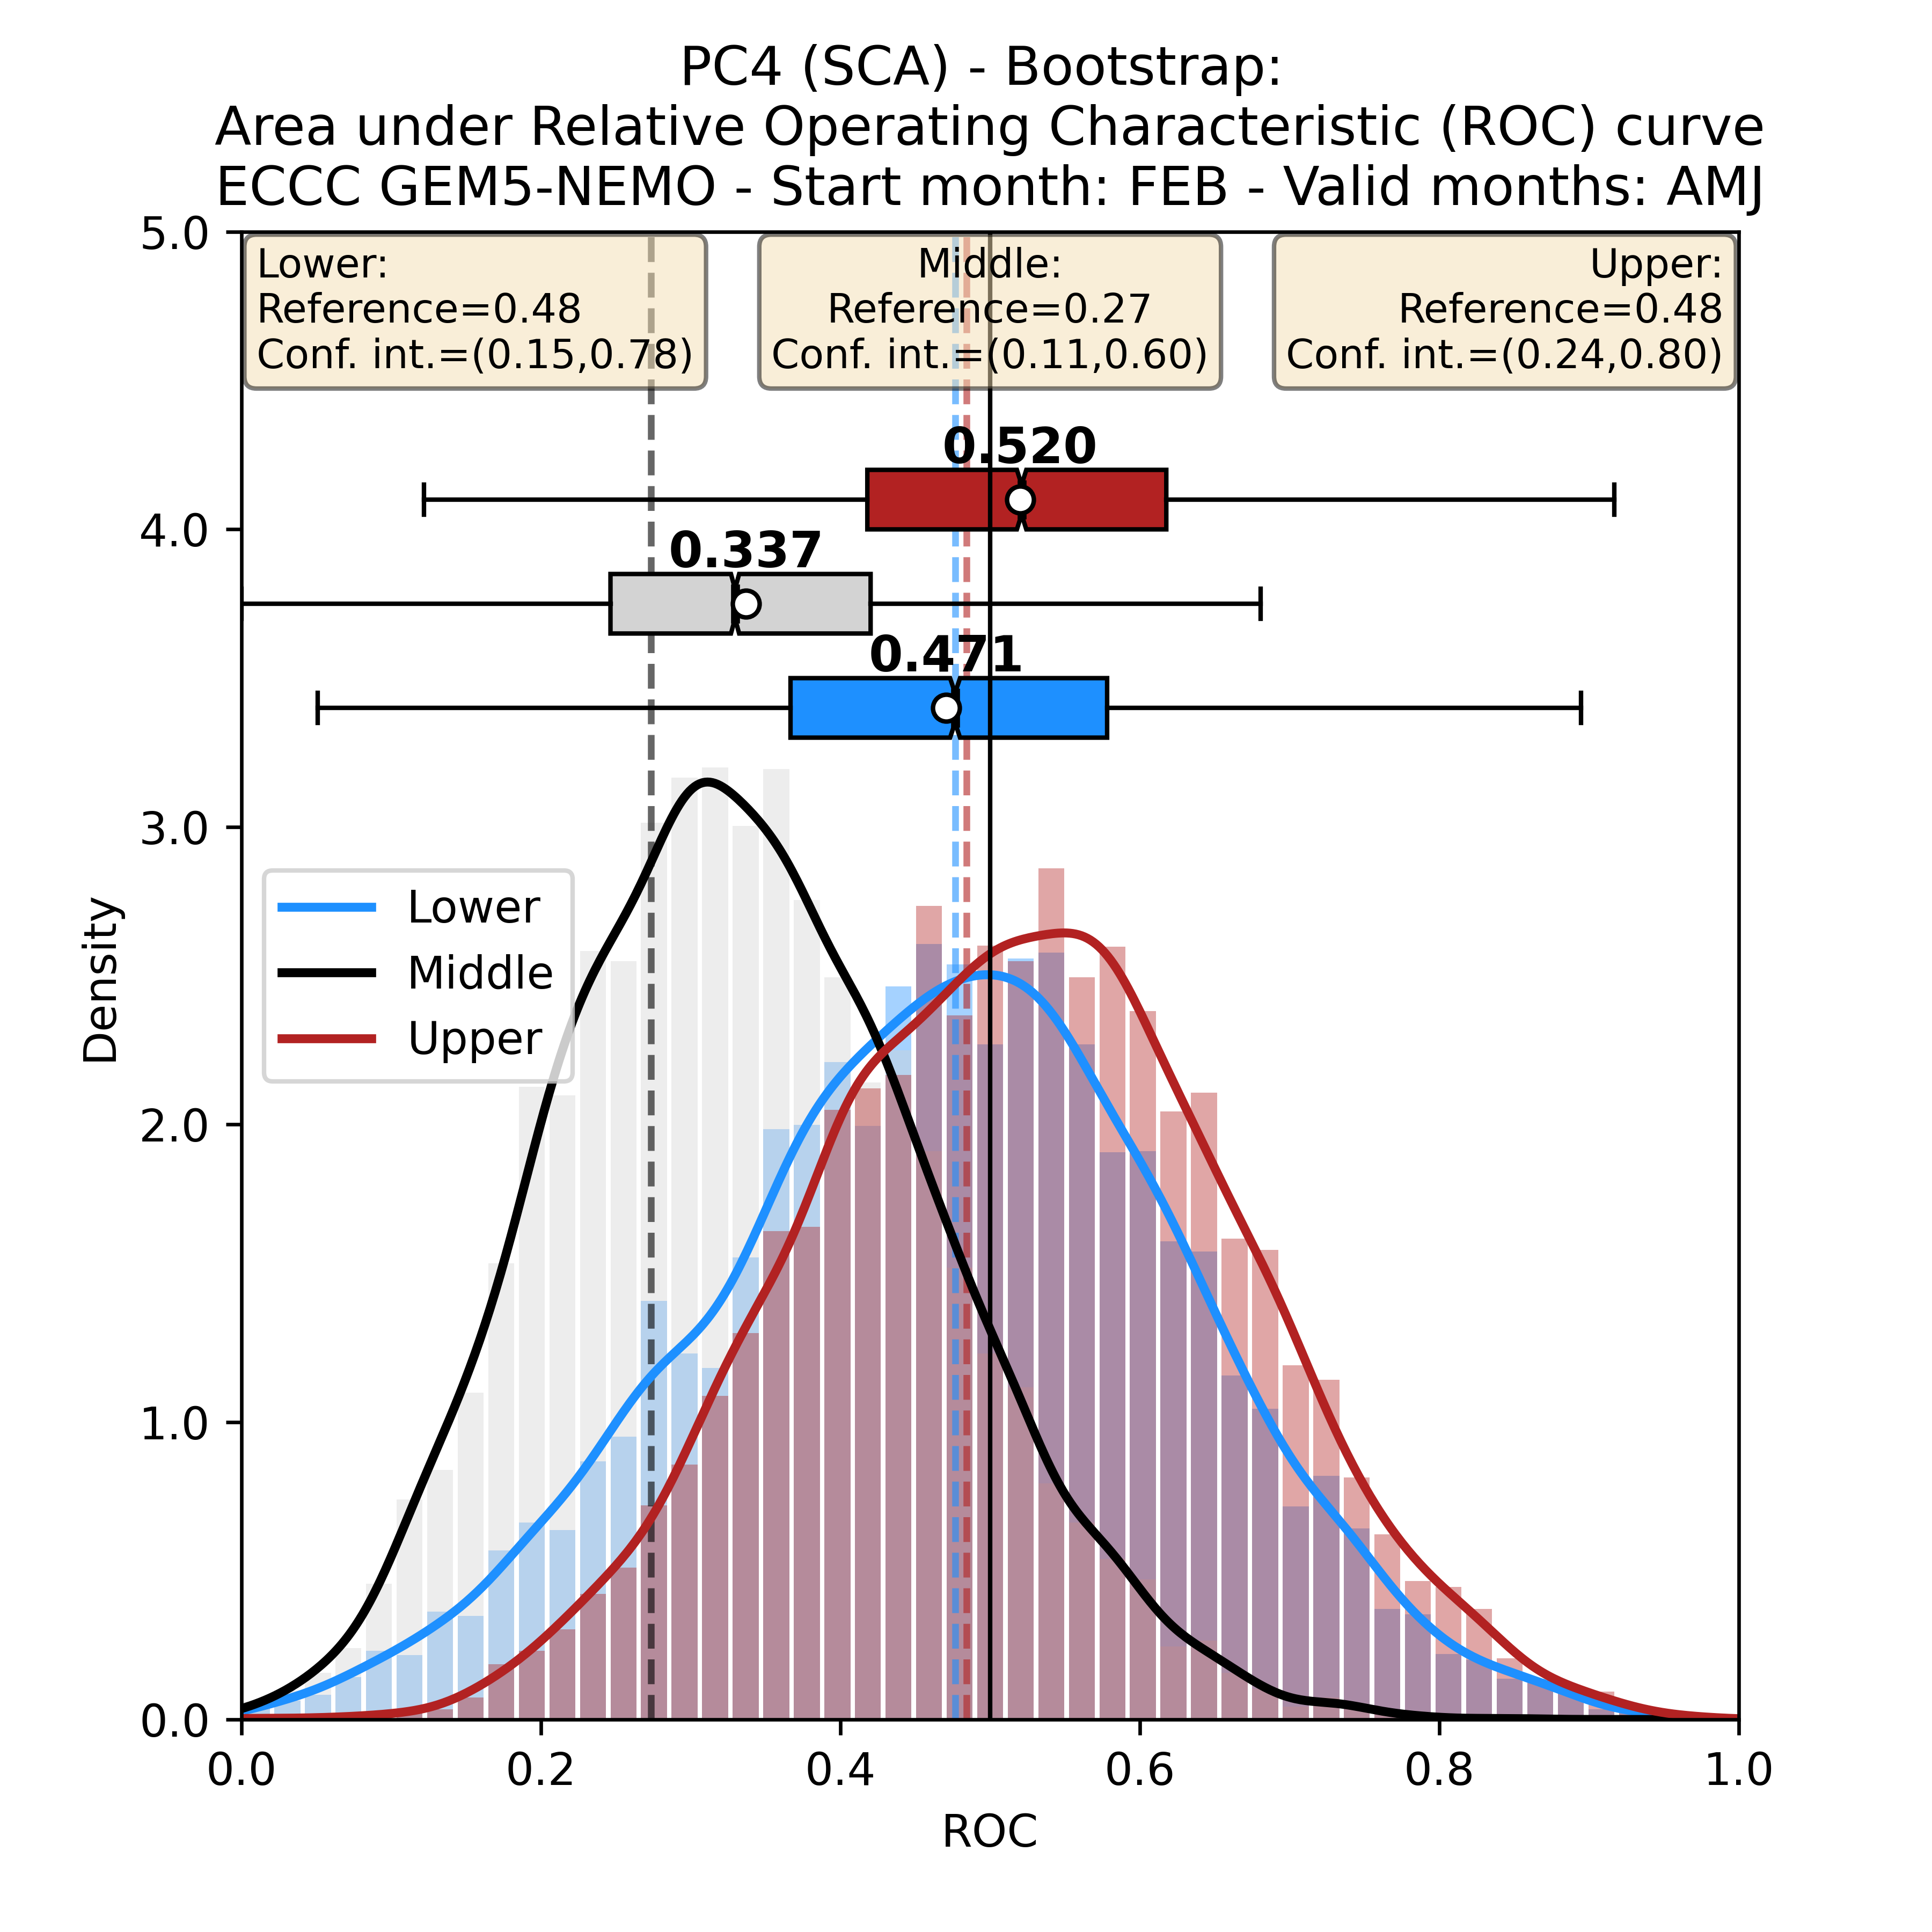 PC4 (SCA) - Bootstrap:
Area under Relative Operating Characteristic (ROC) curve
ECCC GEM5-NEMO - Start month: FEB - Valid months: AMJ
Lower:
Reference=0.48
Conf. int.=(0.15,0.78)
Middle:
Reference=0.27
Conf. int.=(0.11,0.60)
Upper:
Reference=0.48
Conf. int.=(0.24,0.80)
0.520
0.337
0.471
Lower
Middle
Upper
Density
5.0
4.0
3.0
2.0
1.0
0.0
0.0 0.2 0.4 0.6 0.8 1.0
ROC